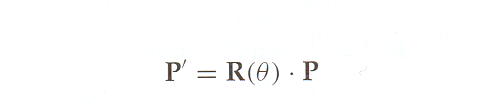 P′ = R(θ) · P